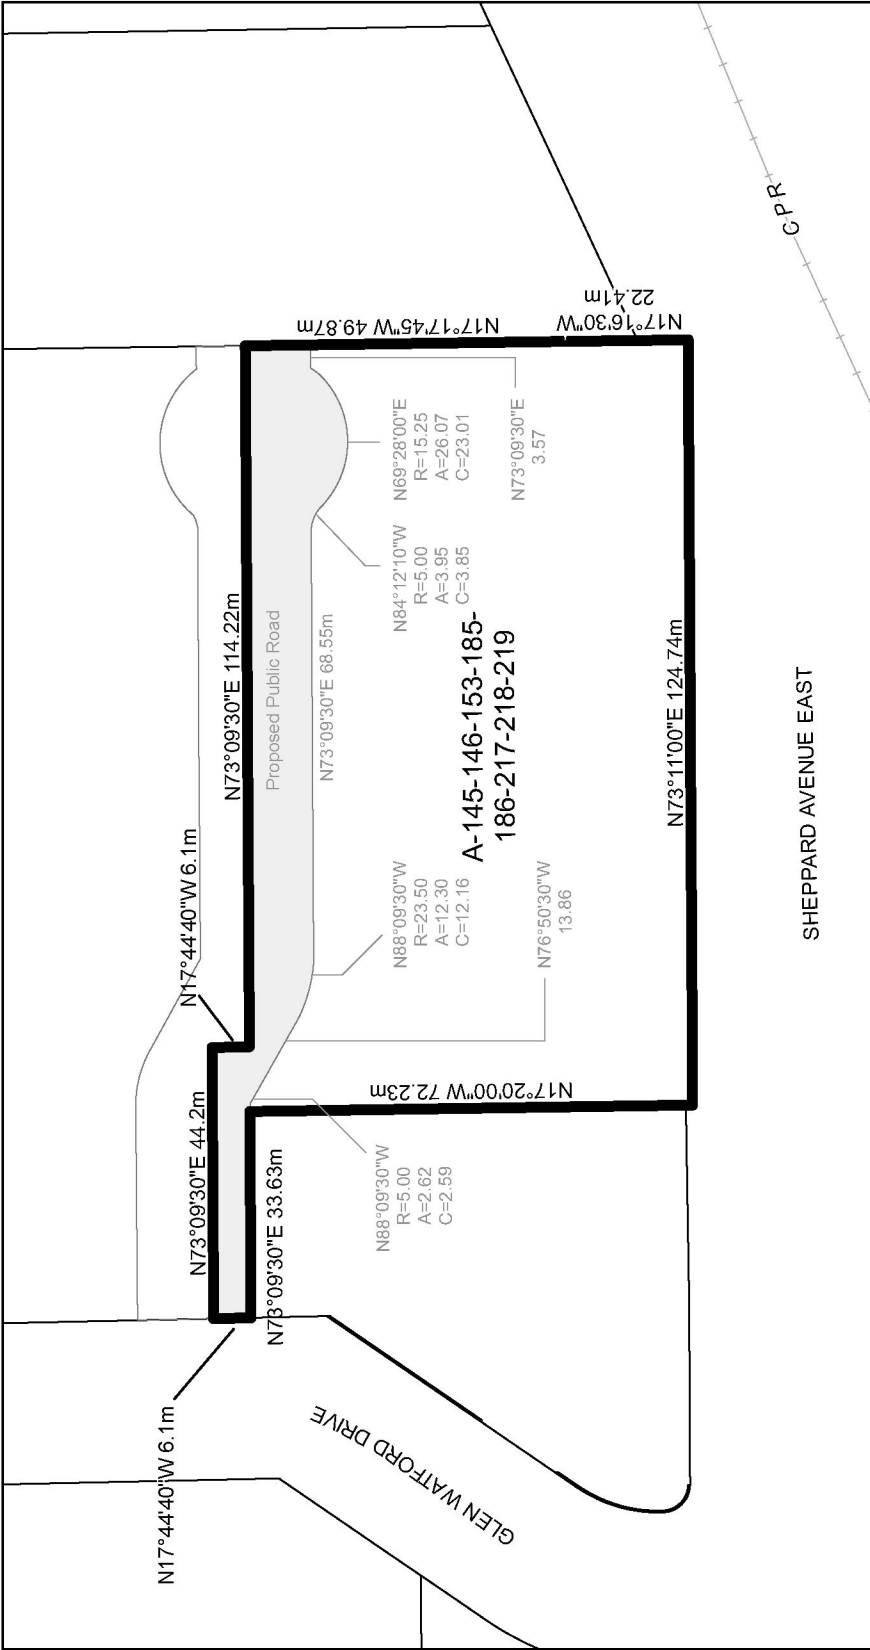 N17°44'40"W 6.1m
N73°09'30"E 44.2m
N17°44'40"W 6.1m
N73°09'30"E 114.22m
N73°09'30"E 33.63m
Proposed Public Road
N73°09'30"E 68.55m
N17°17'45"W 49.87m
N17°16'30"W
22.41m
N17°20'00"W 72.23m
N88°09'30"W
R=5.00
A=2.62
C=2.59
N88°09'30"W
R=23.50
A=12.30
C=12.16
N76°50'30"W
13.86
N84°12'10"W
R=5.00
A=3.95
C=3.85
N69°28'00"E
R=15.25
A=26.07
C=23.01
N73°09'30"E
3.57
A-145-146-153-185-
186-217-218-219
N73°11'00"E 124.74m
GLEN WATFORD DRIVE
SHEPPARD AVENUE EAST
C P R